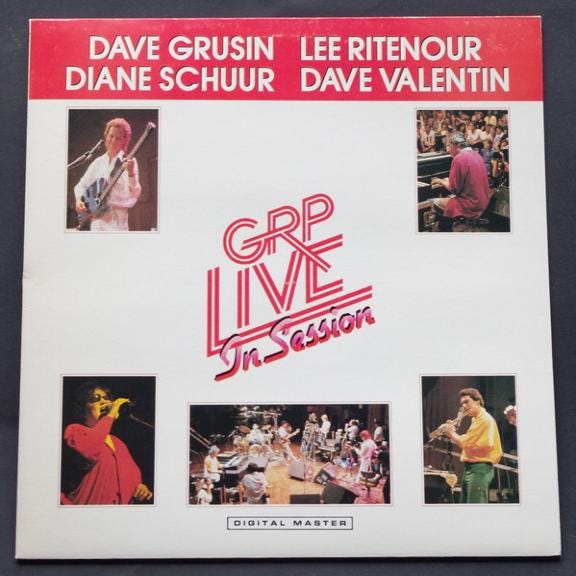 DAVE GRUSIN LEE RITENOUR
DIANE SCHUUR DAVE VALENTIN
GRP
LIVE
In Session
DIGITAL MASTER